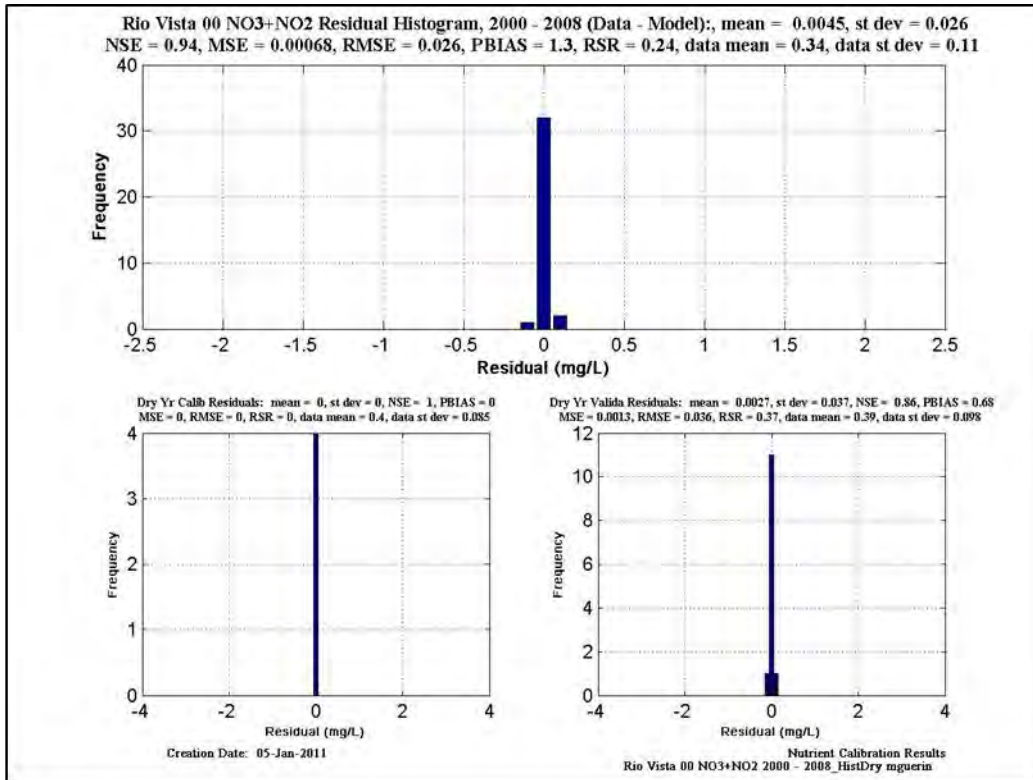 Rio Vista 00 NO3+NO2 Residual Histogram, 2000 - 2008 (Data - Model):, mean = 0.0045, st dev = 0.026
NSE = 0.94, MSE = 0.00068, RMSE = 0.026, PBIAS = 1.3, RSR = 0.24, data mean = 0.34, data st dev = 0.11
40
30
20
10
0
Frequency
-2.5 -2 -1.5 -1 -0.5 0 0.5 1 1.5 2 2.5
Residual (mg/L)
Dry Yr Calib Residuals: mean = 0, st dev = 0, NSE = 1, PBIAS = 0
MSE = 0, RMSE = 0, RSR = 0, data mean = 0.4, data st dev = 0.085
4
3
2
1
0
Frequency
-4 -2 0 2 4
Residual (mg/L)
Creation Date: 05-Jan-2011
Dry Yr Valida Residuals: mean = 0.0027, st dev = 0.037, NSE = 0.86, PBIAS = 0.68
MSE = 0.0013, RMSE = 0.036, RSR = 0.37, data mean = 0.39, data st dev = 0.098
12
10
8
6
4
2
0
Frequency
-4 -2 0 2 4
Residual (mg/L)
Nutrient Calibration Results
Rio Vista 00 NO3+NO2 2000 - 2008_HistDry mguerin